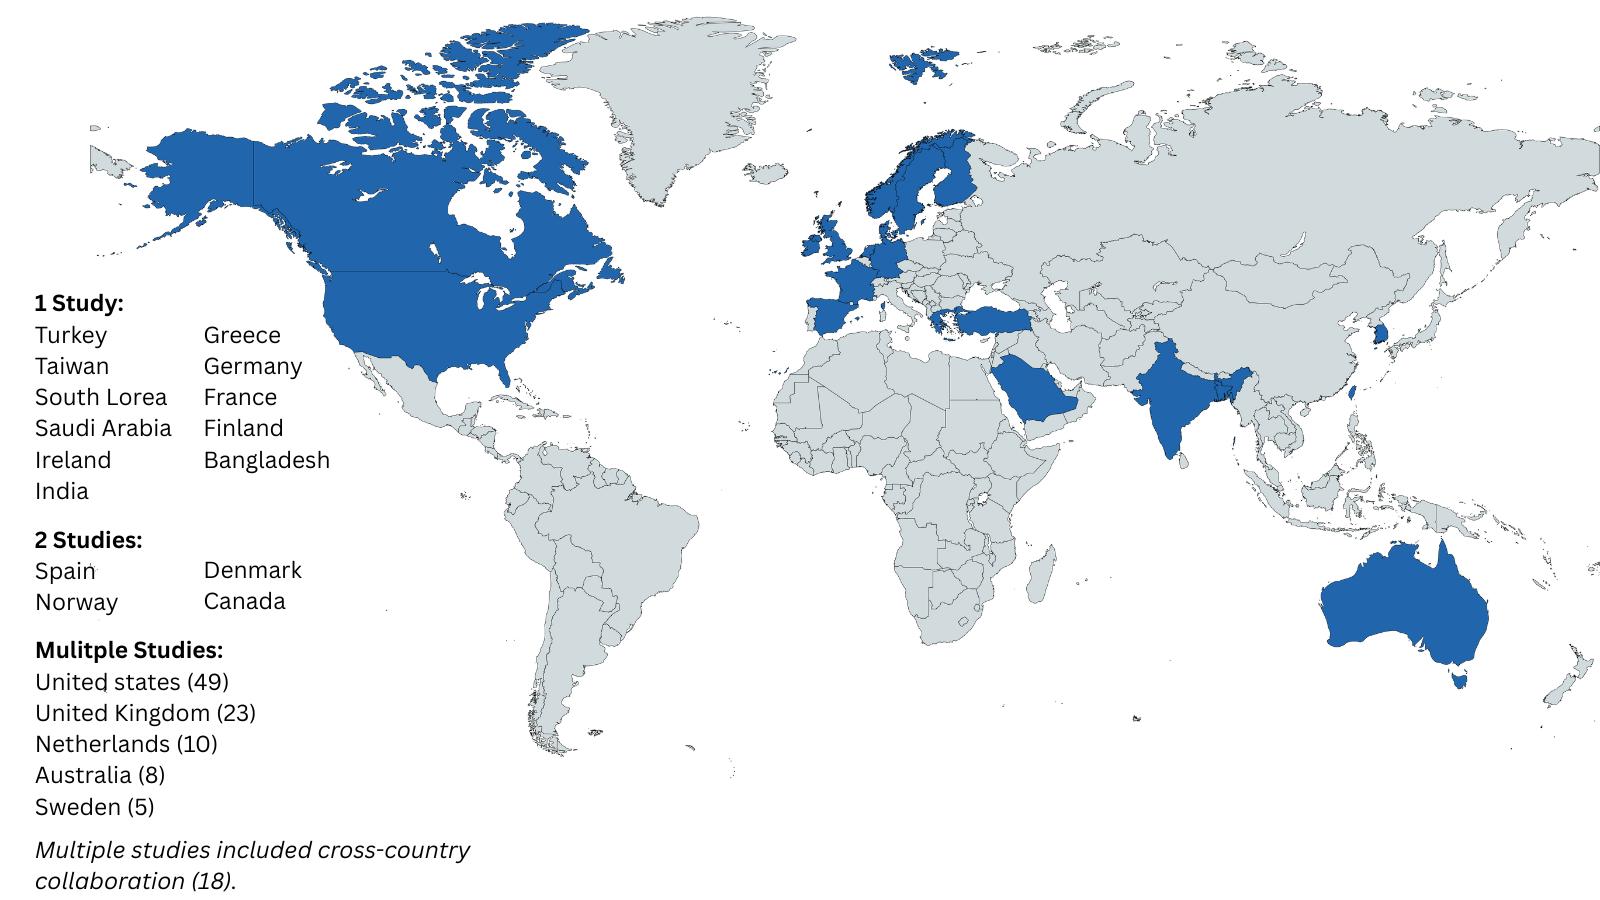 1 Study:
Turkey
Taiwan
South Lorea
Saudi Arabia
Ireland
India
Greece
Germany
France
Finland
Bangladesh
2 Studies:
Spain
Norway
Denmark
Canada
Mulitple Studies:
United states (49)
United Kingdom (23)
Netherlands (10)
Australia (8)
Sweden (5)
Multiple studies included cross-country
collaboration (18).